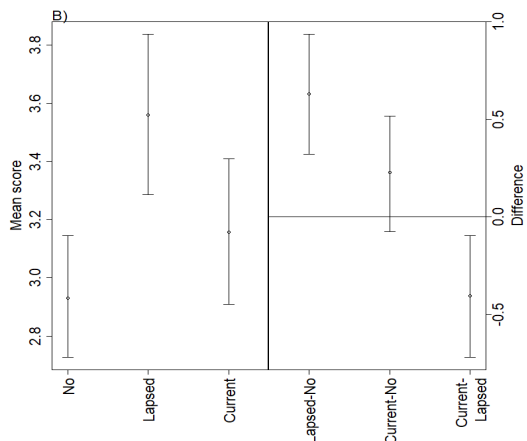 B)
Mean score
3.8
3.6
3.4
3.2
3.0
2.8
No
Lapsed
Current
Lapsed-No
Current-No
Current-
Lapsed
1.0
0.5
0.0
-0.5
Difference